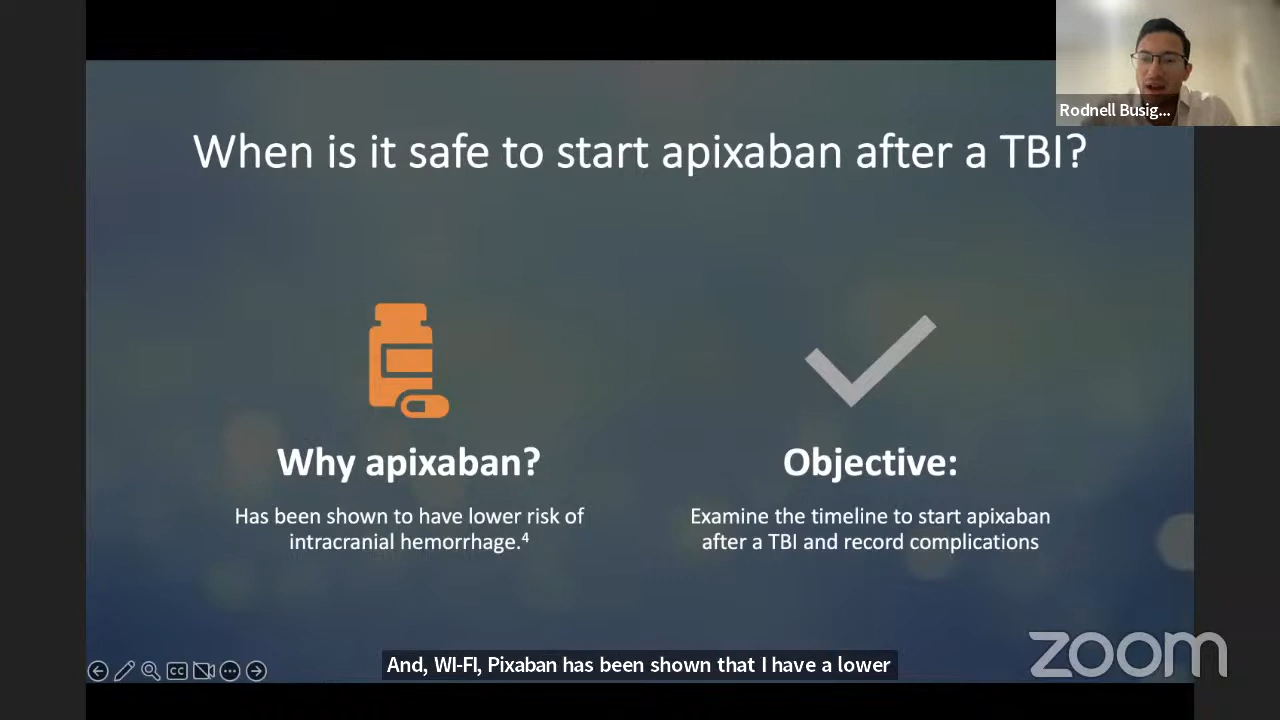 Rodnell Busig...
When is it safe to start apixaban after a TBI?
Why apixaban?
Has been shown to have lower risk of
intracranial hemorrhage.⁴
Objective:
Examine the timeline to start apixaban
after a TBI and record complications
CC
And, WI-FI, Pixaban has been shown that I have a lower
zoom